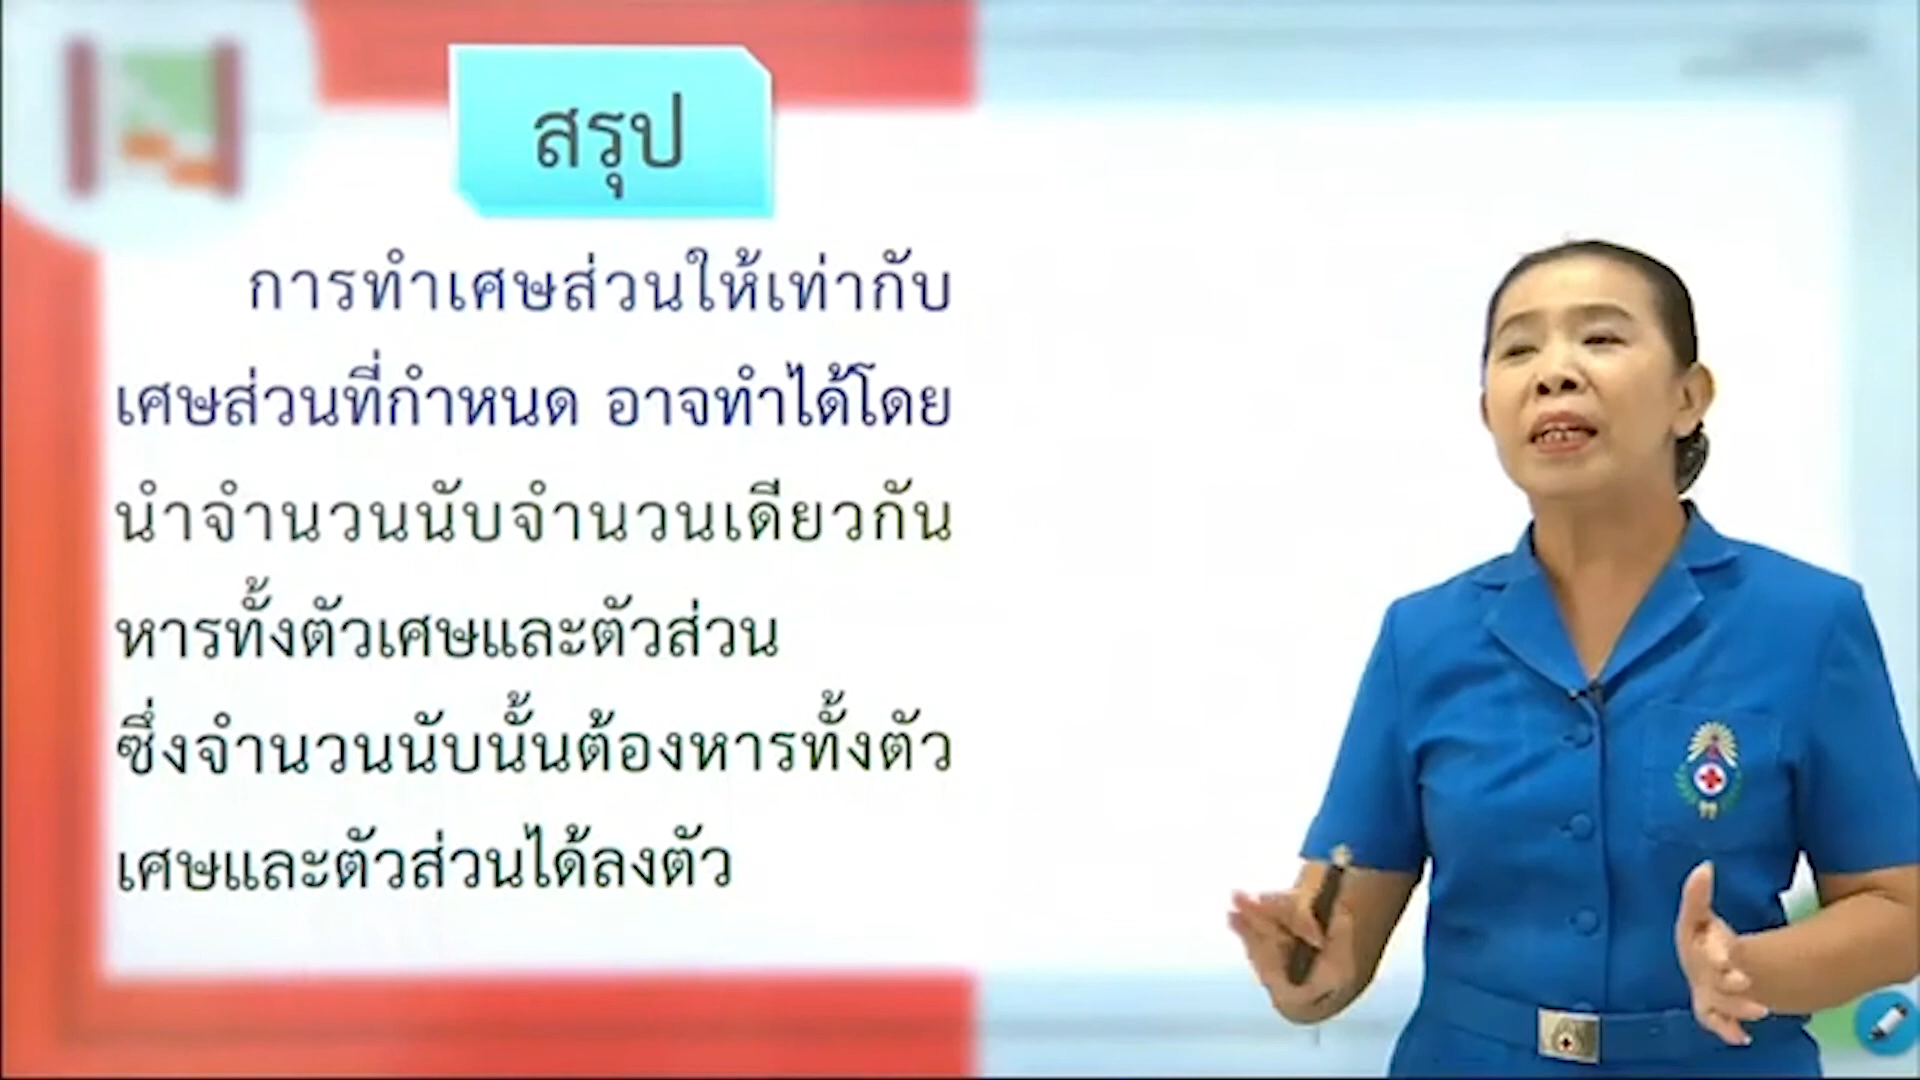 สรุป
การทำเศษส่วนให้เท่ากับ
เศษส่วนที่กำหนด อาจทำได้โดย
นำจำนวนนับจำนวนเดียวกัน
หารทั้งตัวเศษและตัวส่วน
ซึ่งจำนวนนับนั้นต้องหารทั้งตัว
เศษและตัวส่วนได้ลงตัว